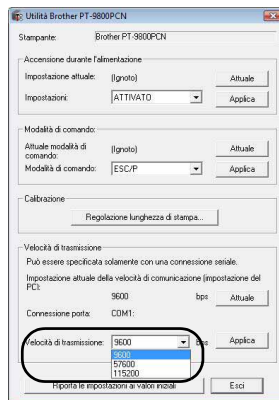 Utilità Brother PT-9800PCN
Stampante: Brother PT-9800PCN
Accensione durante l'alimentazione
Impostazione attuale: (Ignoto) Attuale
Impostazioni: ATTIVATO Applica
Modalità di comando:
Attuale modalità di comando: (Ignoto) Attuale
Modalità di comando: ESC/P Applica
Calibrazione
Regolazione lunghezza di stampa...
Velocità di trasmissione
Può essere specificata solamente con una connessione seriale.
Impostazione attuale della velocità di comunicazione (impostazione del PC):
9600 bps Attuale
Connessione porta: COM1:
Velocità di trasmissione: 9600 bps Applica
9600
57600
115200
Riporta le impostazioni ai valori iniziali Esci